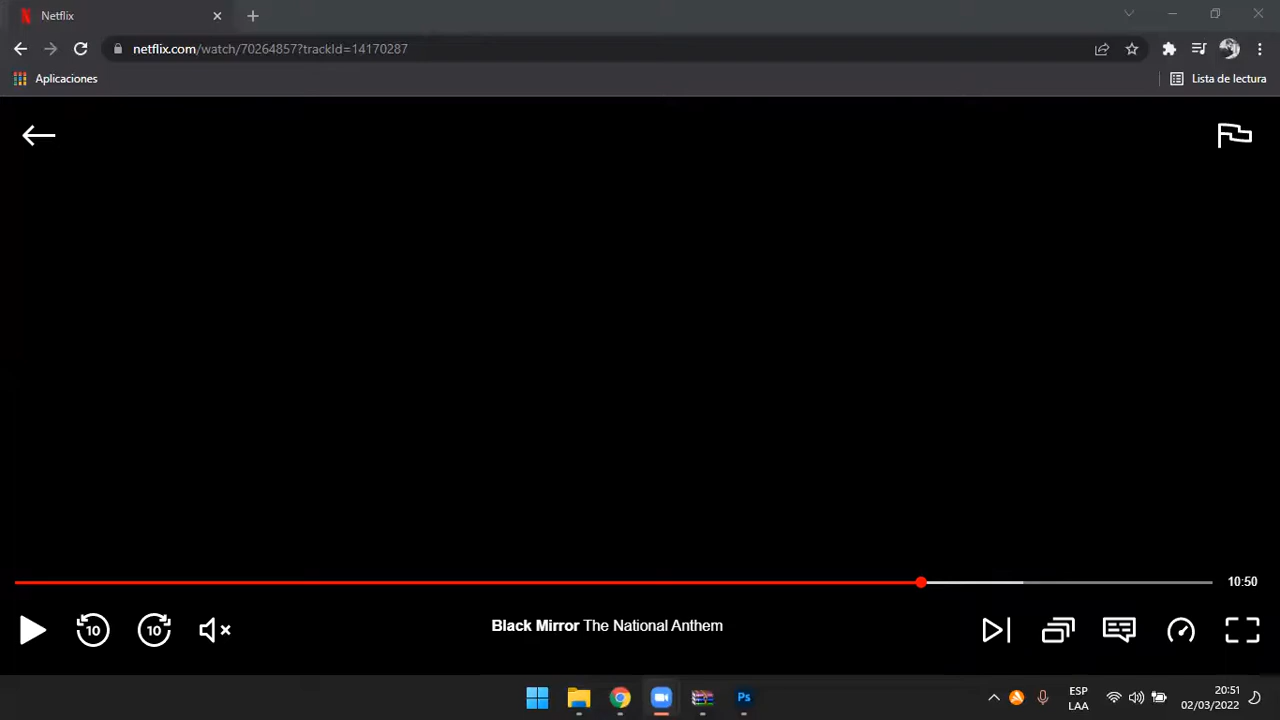 Netflix
netflix.com/watch/70264857?trackId=14170287
Aplicaciones
Lista de lectura
10:50
10
10
Black Mirror The National Anthem
Ps
ESP
LAA
20:51
02/03/2022